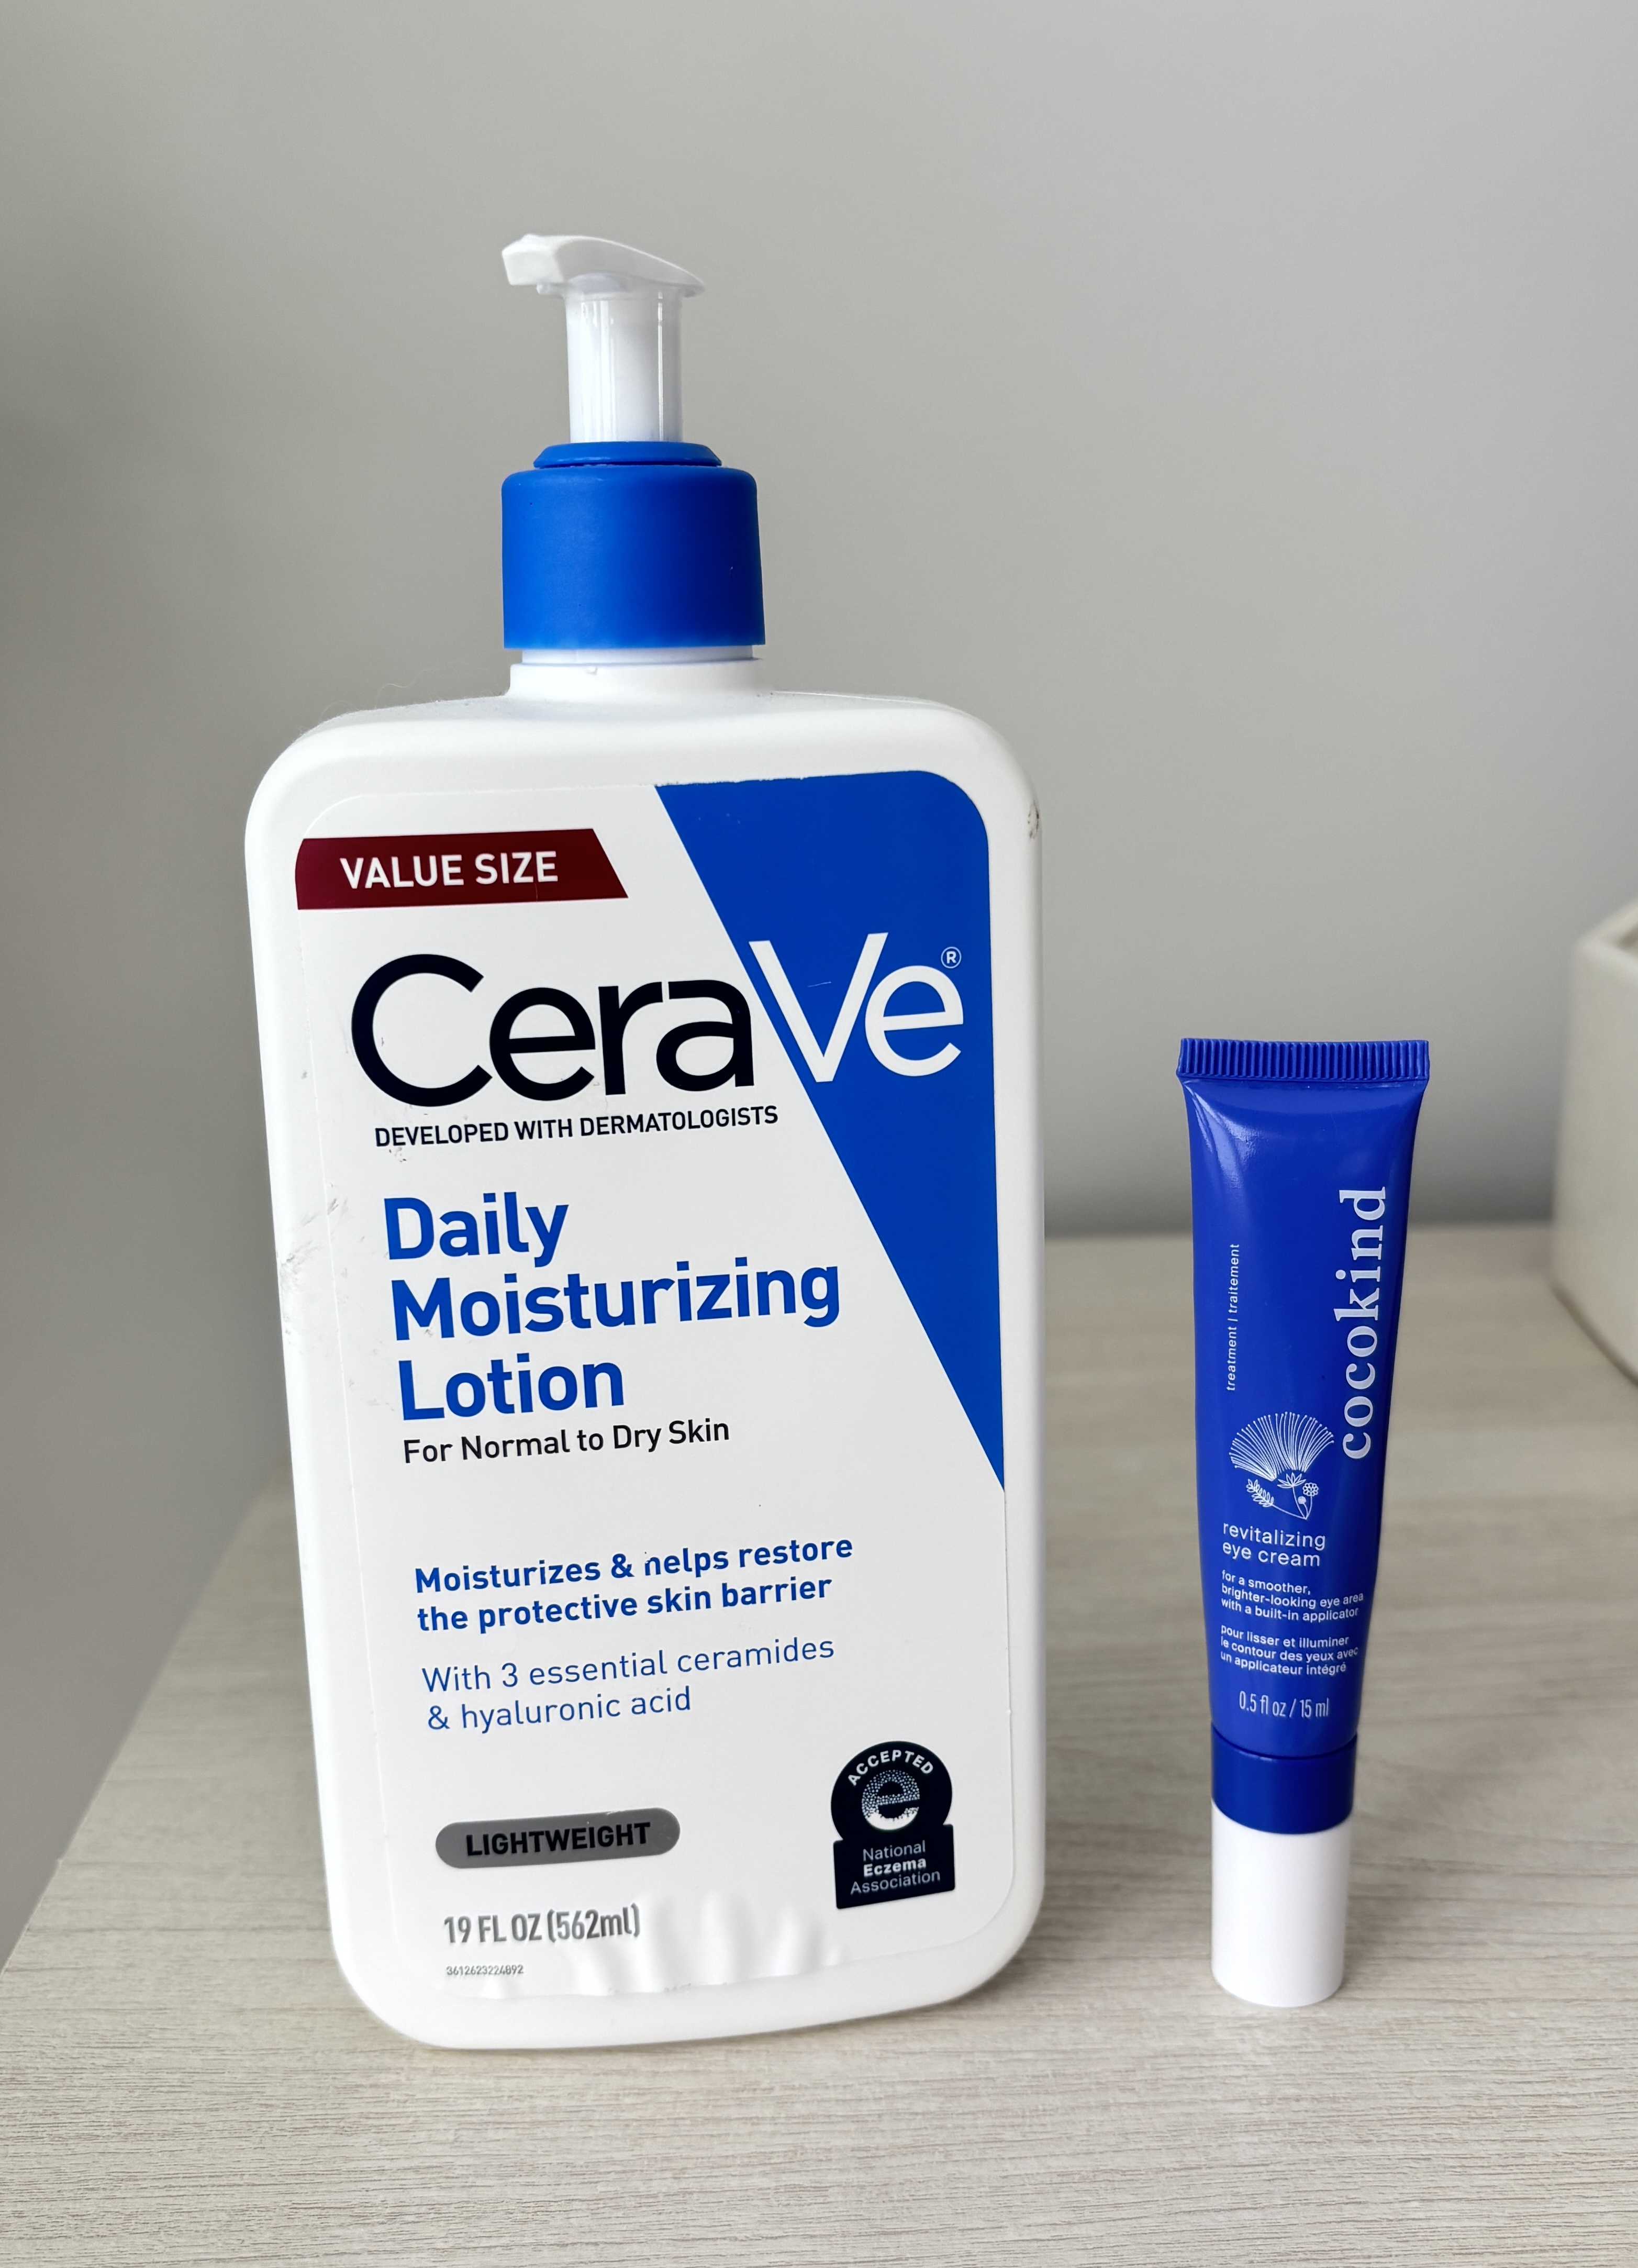 VALUE SIZE
CeraVe®
DEVELOPED WITH DERMATOLOGISTS
Daily
Moisturizing
Lotion
For Normal to Dry Skin
Moisturizes & helps restore
the protective skin barrier
With 3 essential ceramides
& hyaluronic acid
LIGHTWEIGHT
19 FL OZ (562ml)
3612623224892
ACCEPTED
e
National
Eczema
Association
cocokind
treatment | traitement
revitalizing
eye cream
for a smoother,
brighter-looking eye area
with a built-in applicator
pour lisser et illuminer
le contour des yeux avec
un applicateur intégré
0.5 fl oz / 15 ml